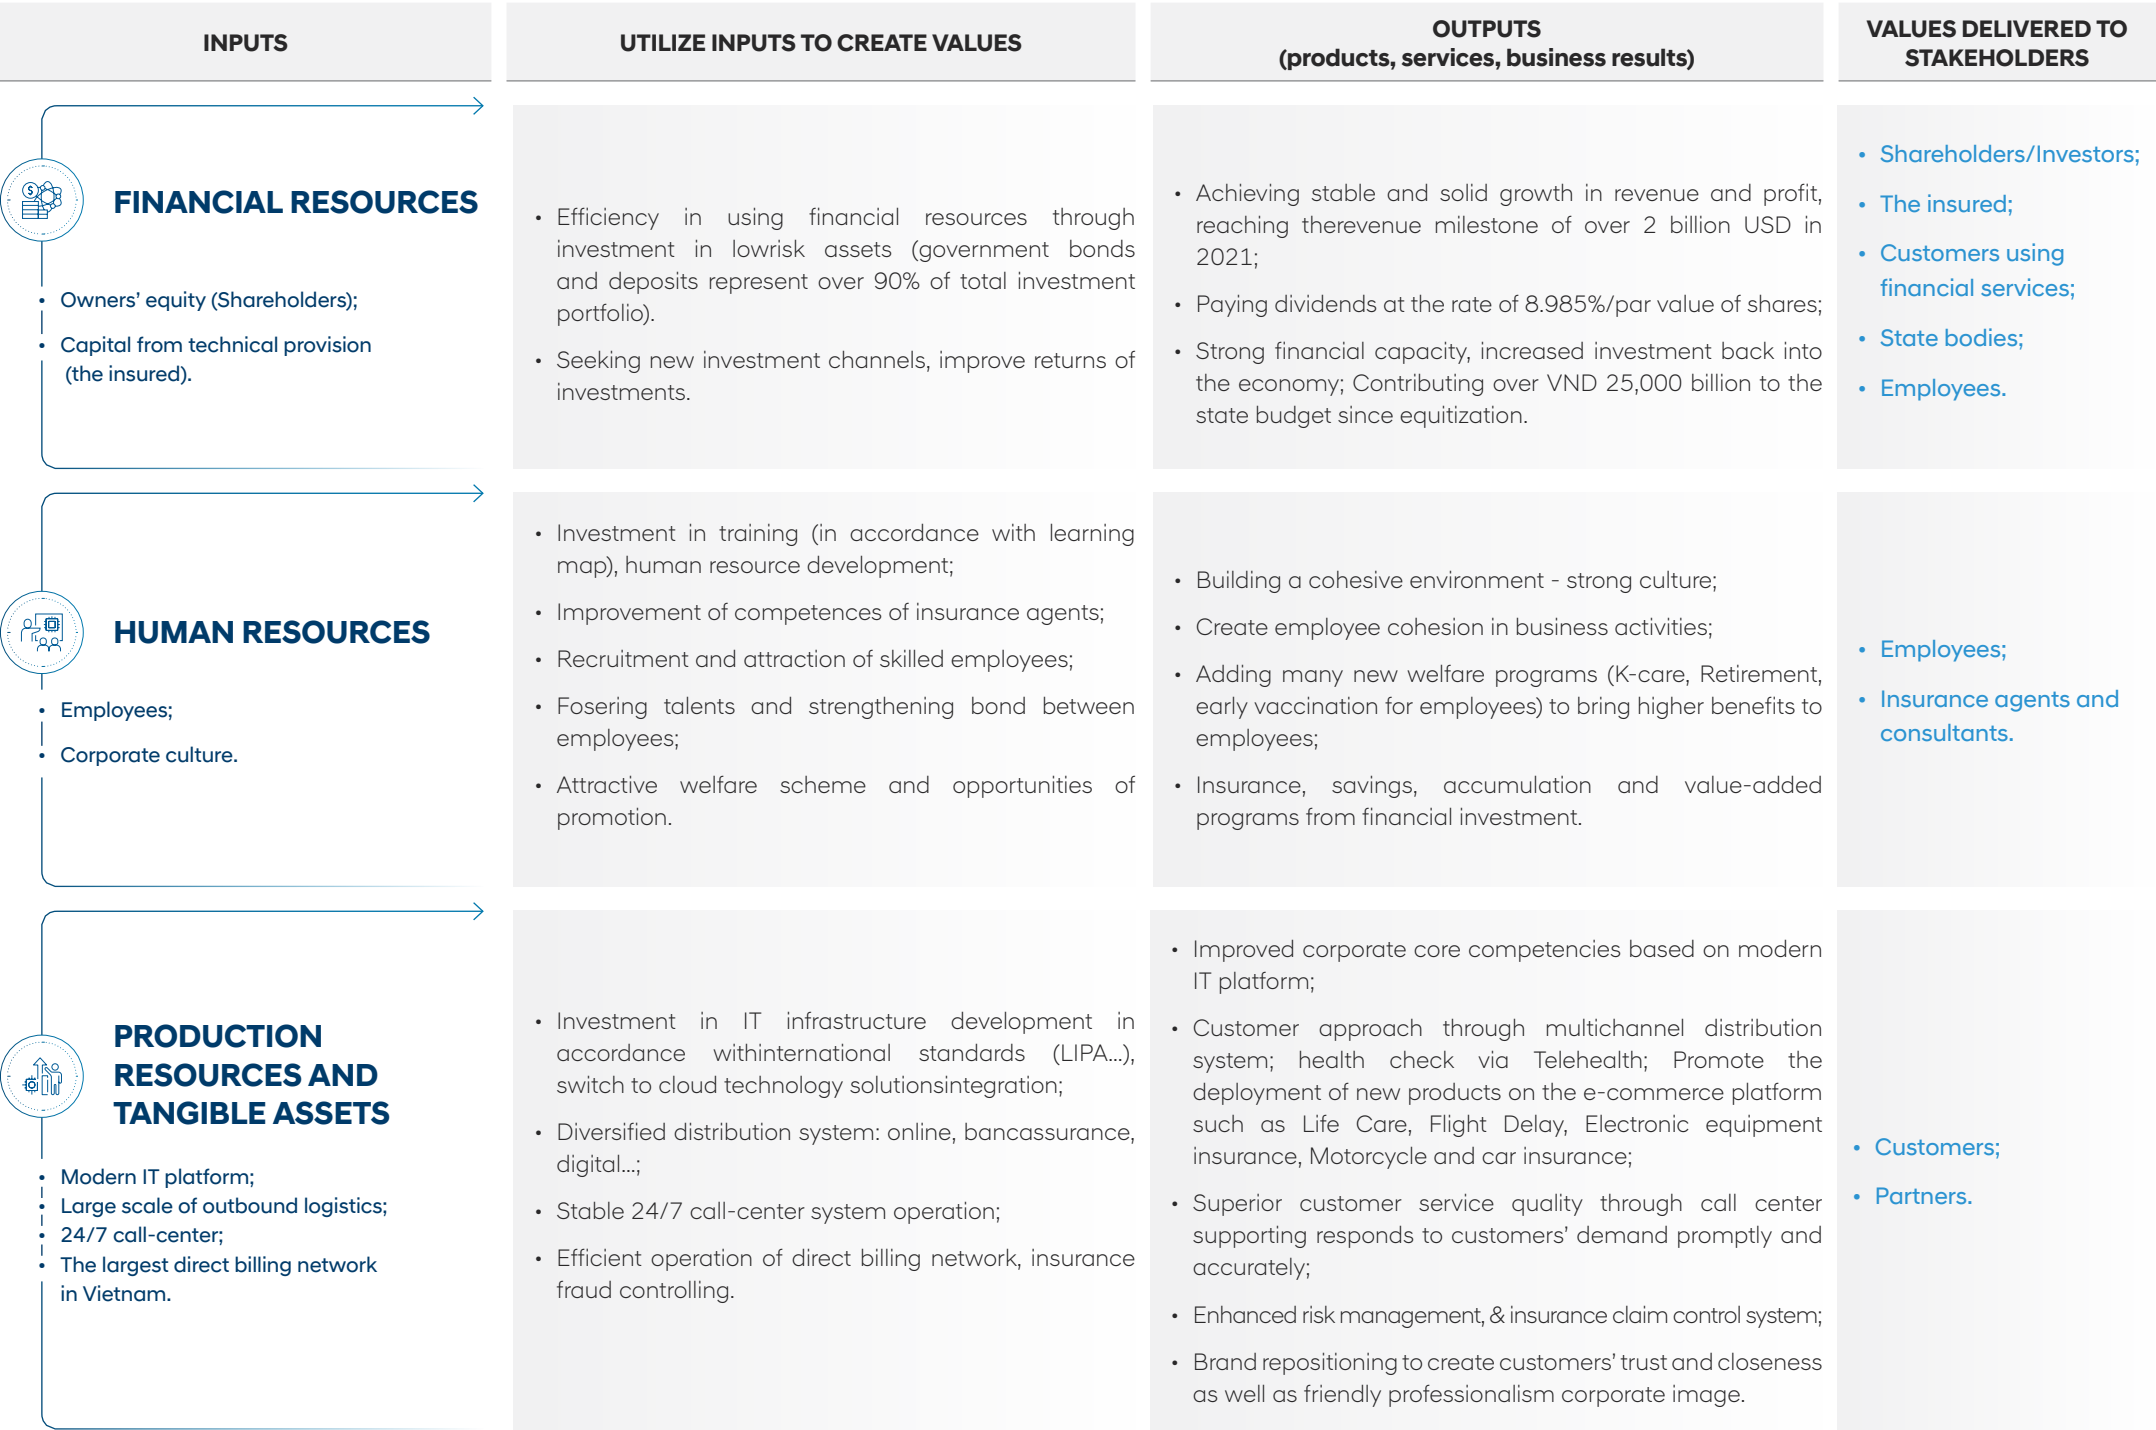 INPUTS
UTILIZE INPUTS TO CREATE VALUES
OUTPUTS
(products, services, business results)
VALUES DELIVERED TO
STAKEHOLDERS
FINANCIAL RESOURCES
• Owners’ equity (Shareholders);
• Capital from technical provision
(the insured).
• Efficiency in using financial resources through
investment in lowrisk assets (government bonds
and deposits represent over 90% of total investment
portfolio).
• Seeking new investment channels, improve returns of
investments.
• Achieving stable and solid growth in revenue and profit,
reaching therevenue milestone of over 2 billion USD in
2021;
• Paying dividends at the rate of 8.985%/par value of shares;
• Strong financial capacity, increased investment back into
the economy; Contributing over VND 25,000 billion to the
state budget since equitization.
• Shareholders/Investors;
• The insured;
• Customers using
financial services;
• State bodies;
• Employees.
HUMAN RESOURCES
• Employees;
• Corporate culture.
• Investment in training (in accordance with learning
map), human resource development;
• Improvement of competences of insurance agents;
• Recruitment and attraction of skilled employees;
• Fosering talents and strengthening bond between
employees;
• Attractive welfare scheme and opportunities of
promotion.
• Building a cohesive environment - strong culture;
• Create employee cohesion in business activities;
• Adding many new welfare programs (K-care, Retirement,
early vaccination for employees) to bring higher benefits to
employees;
• Insurance, savings, accumulation and value-added
programs from financial investment.
• Employees;
• Insurance agents and
consultants.
PRODUCTION
RESOURCES AND
TANGIBLE ASSETS
• Modern IT platform;
• Large scale of outbound logistics;
• 24/7 call-center;
• The largest direct billing network
in Vietnam.
• Investment in IT infrastructure development in
accordance withinternational standards (LIPA...),
switch to cloud technology solutionsintegration;
• Diversified distribution system: online, bancassurance,
digital...;
• Stable 24/7 call-center system operation;
• Efficient operation of direct billing network, insurance
fraud controlling.
• Improved corporate core competencies based on modern
IT platform;
• Customer approach through multichannel distribution
system; health check via Telehealth; Promote the
deployment of new products on the e-commerce platform
such as Life Care, Flight Delay, Electronic equipment
insurance, Motorcycle and car insurance;
• Superior customer service quality through call center
supporting responds to customers’ demand promptly and
accurately;
• Enhanced risk management, & insurance claim control system;
• Brand repositioning to create customers’ trust and closeness
as well as friendly professionalism corporate image.
• Customers;
• Partners.